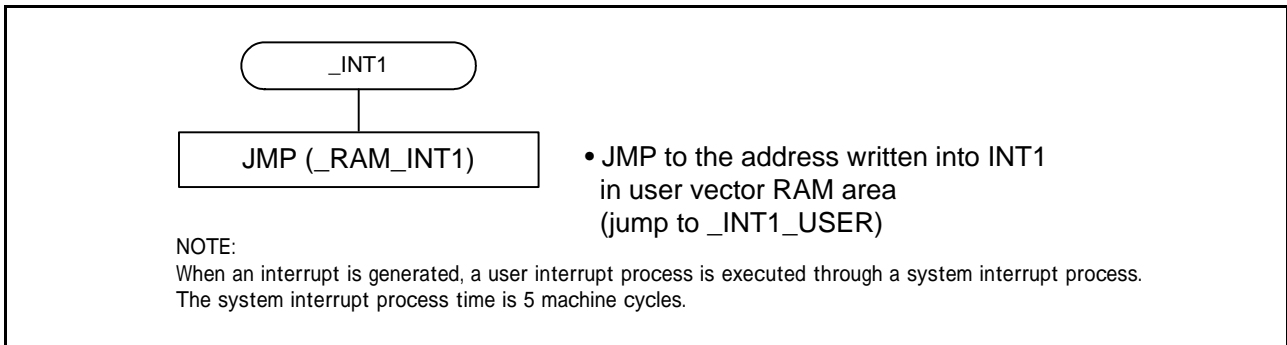 _INT1
JMP (_RAM_INT1)
• JMP to the address written into INT1
in user vector RAM area
(jump to _INT1_USER)
NOTE:
When an interrupt is generated, a user interrupt process is executed through a system interrupt process.
The system interrupt process time is 5 machine cycles.